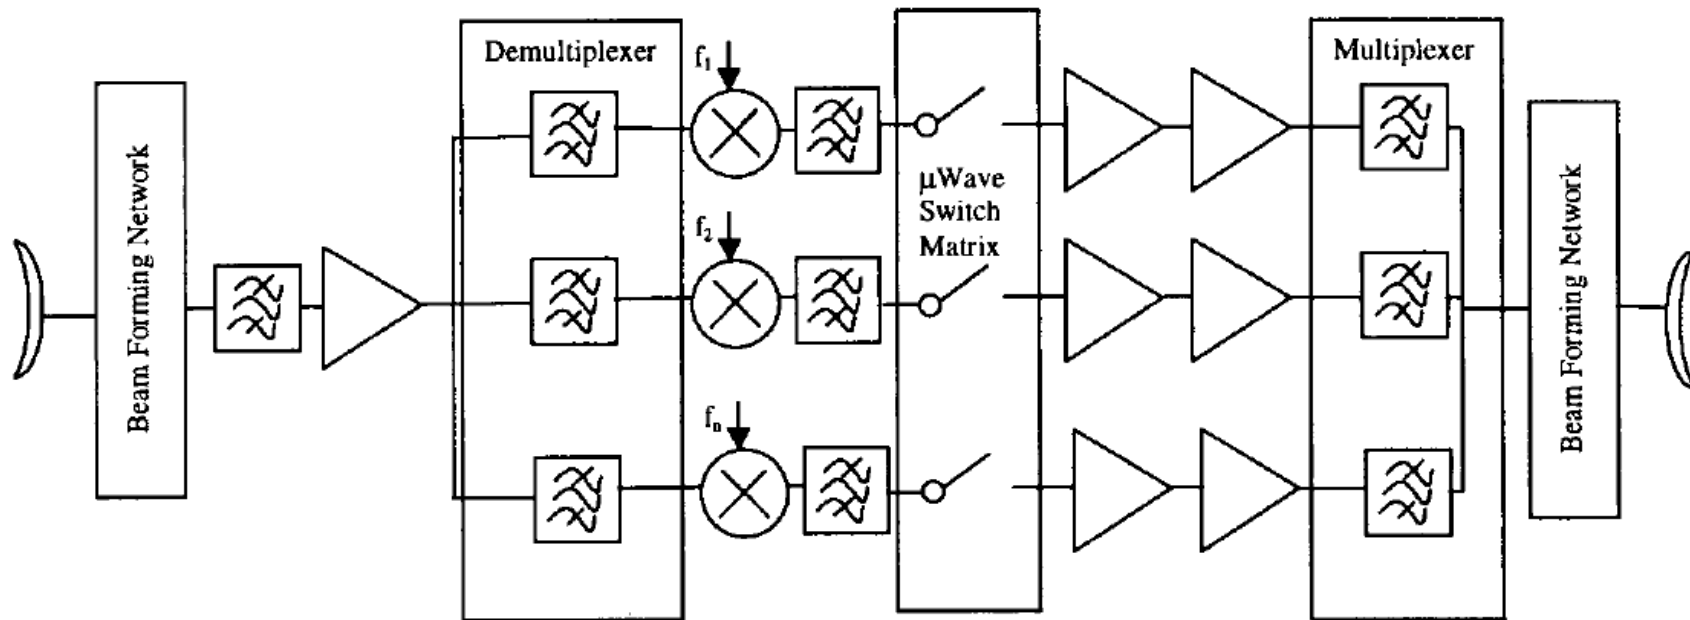 Beam Forming Network
Demultiplexer
f₁
f₂
fₙ
μWave
Switch
Matrix
Multiplexer
Beam Forming Network